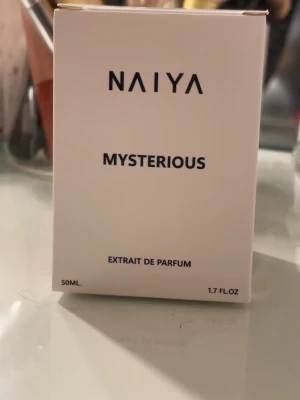 NAIYA
MYSTERIOUS
EXTRAIT DE PARFUM
50ML.
1.7 FL.OZ